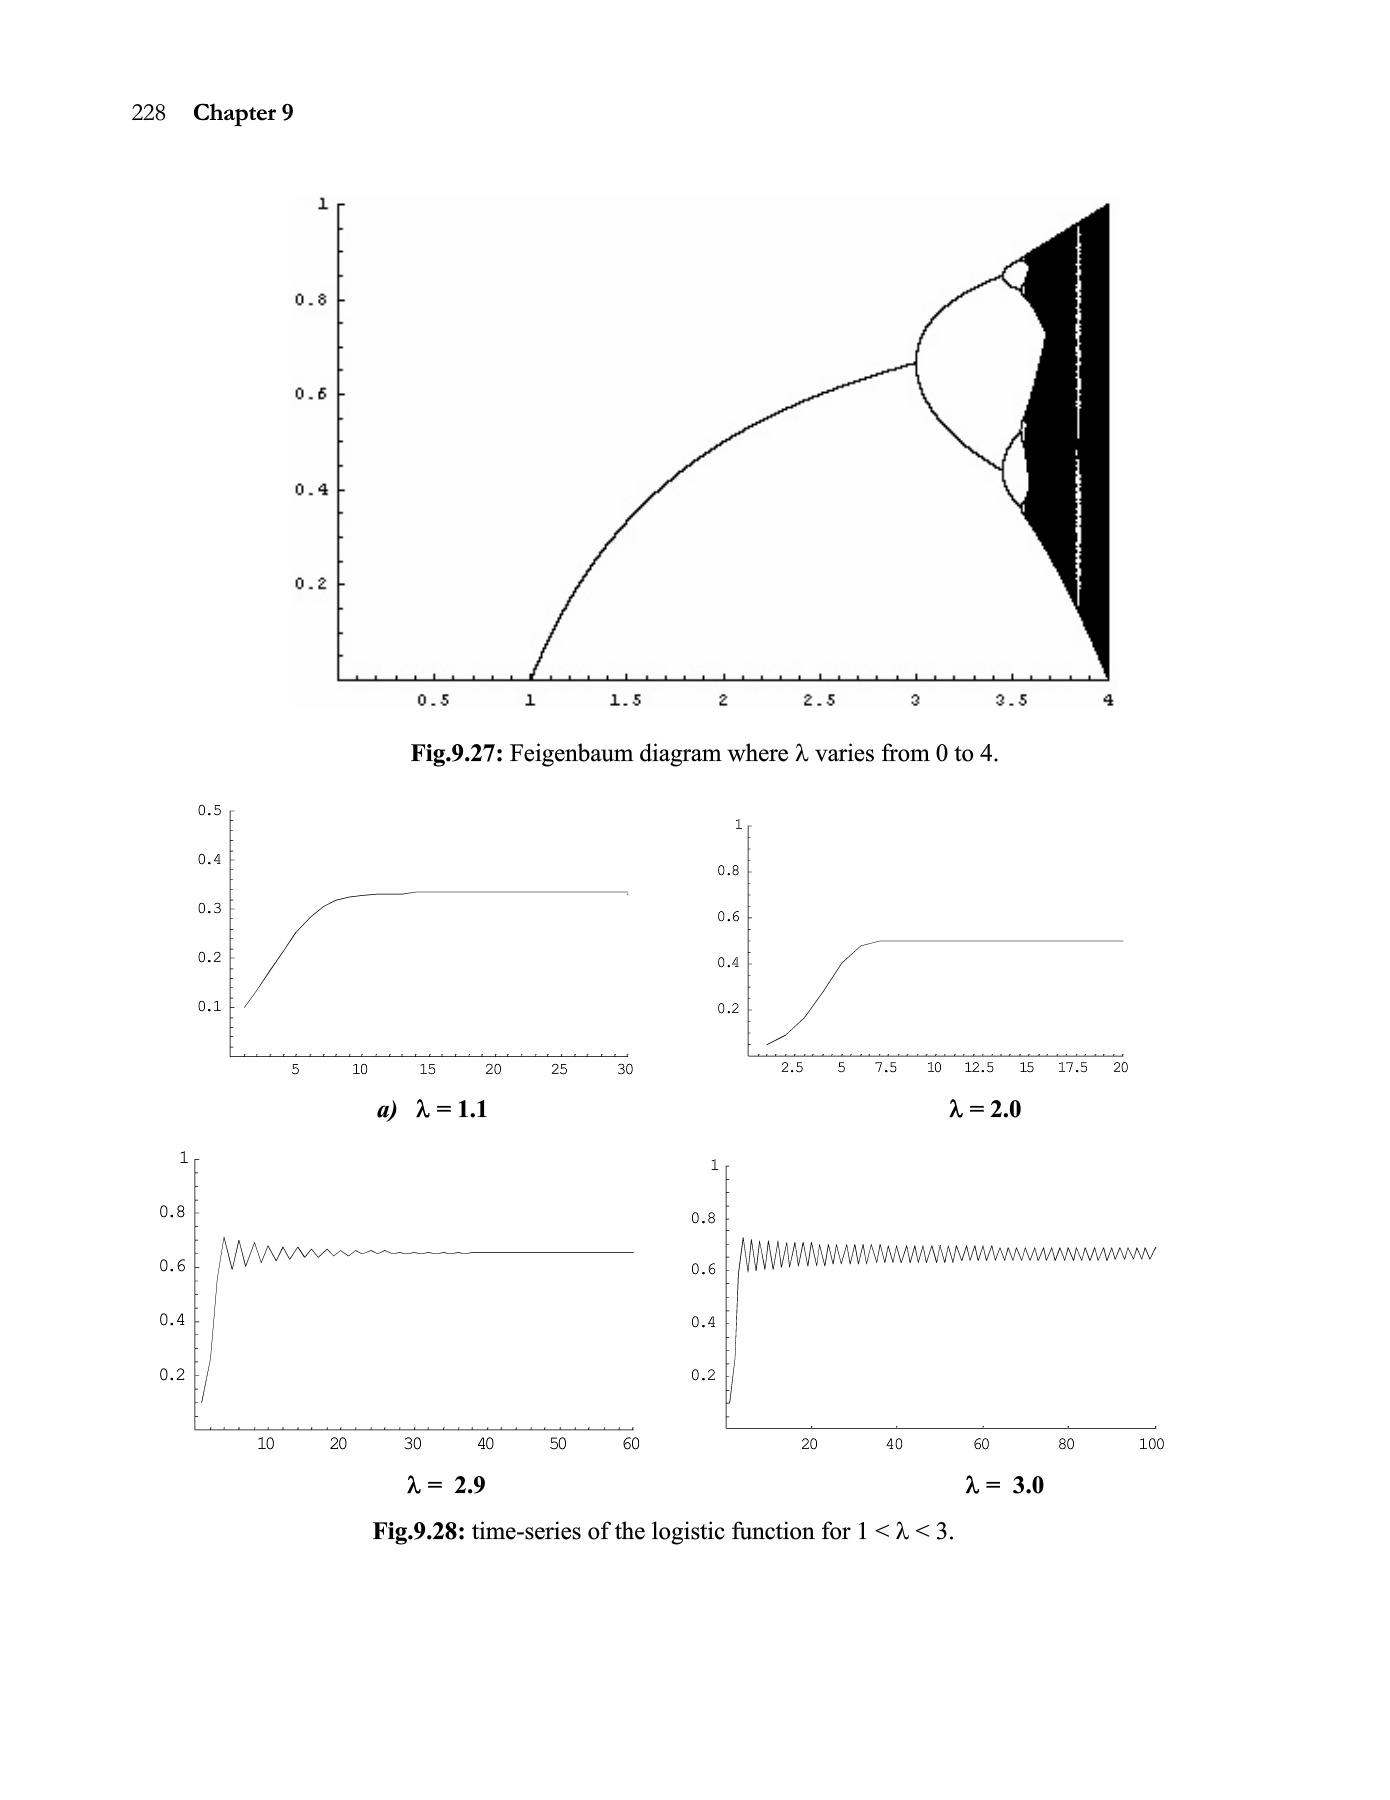 228 Chapter 9
1
0.8
0.6
0.4
0.2
0.5 1 1.5 2 2.5 3 3.5 4
Fig.9.27: Feigenbaum diagram where λ varies from 0 to 4.
0.5
0.4
0.3
0.2
0.1
5 10 15 20 25 30
a) λ = 1.1
1
0.8
0.6
0.4
0.2
2.5 5 7.5 10 12.5 15 17.5 20
λ = 2.0
1
0.8
0.6
0.4
0.2
10 20 30 40 50 60
λ = 2.9
1
0.8
0.6
0.4
0.2
20 40 60 80 100
λ = 3.0
Fig.9.28: time-series of the logistic function for 1 < λ < 3.